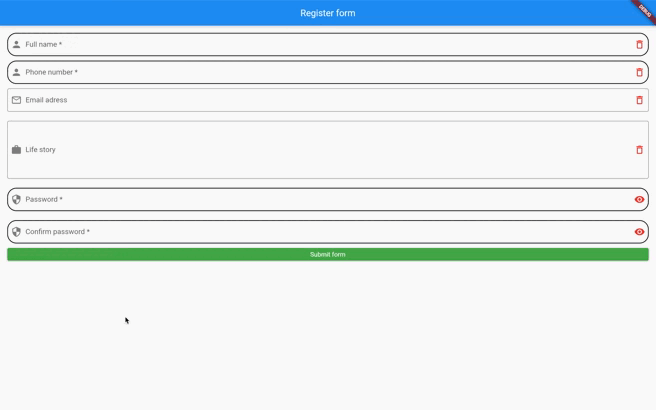 Register form
DEBUG
Full name *
Phone number *
Email adress
Life story
Password *
Confirm password *
Submit form